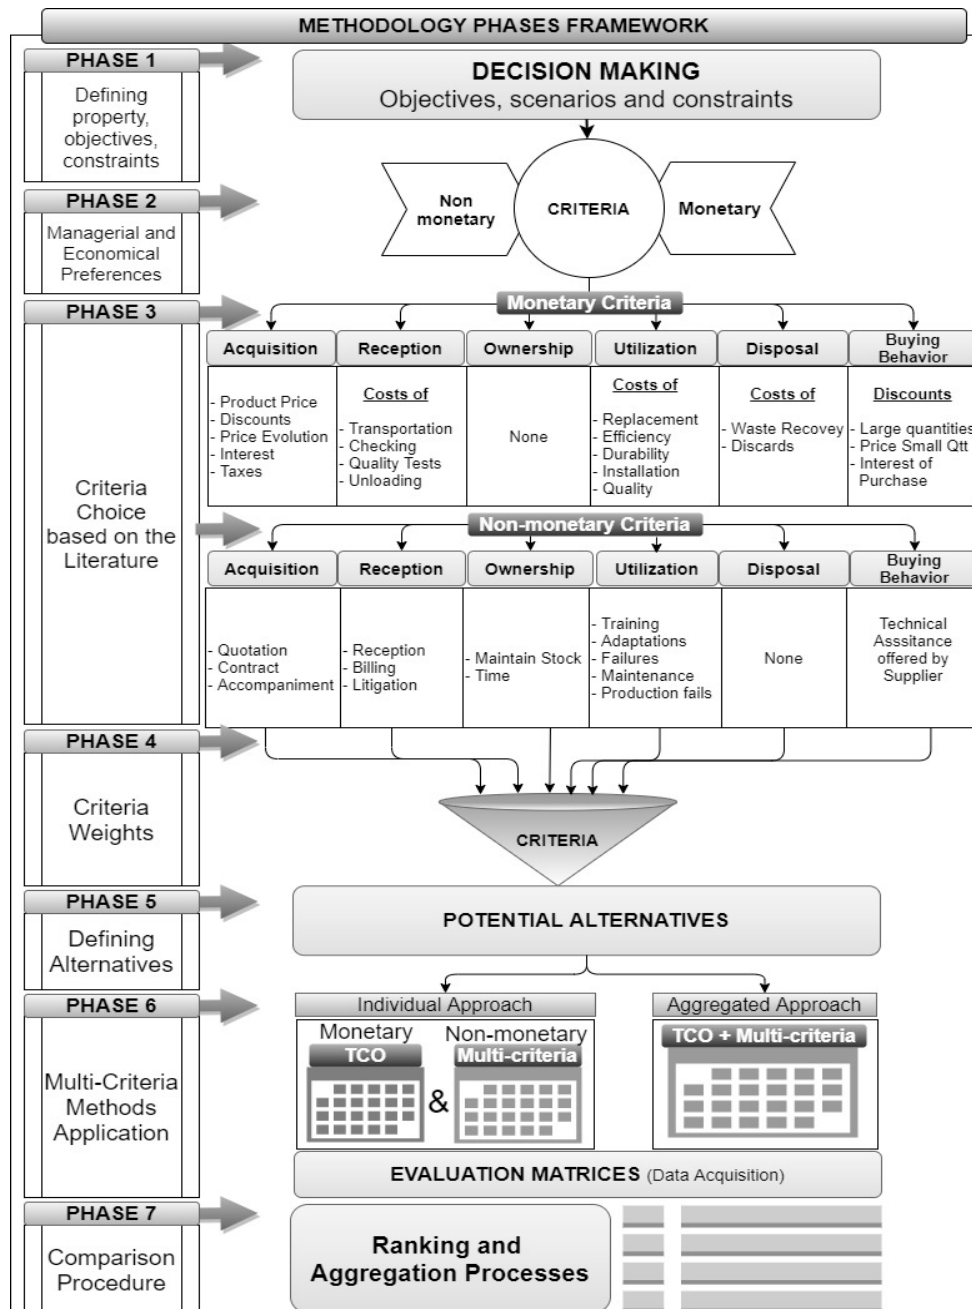 METHODOLOGY PHASES FRAMEWORK
PHASE 1
Defining
property,
objectives,
constraints
DECISION MAKING
Objectives, scenarios and constraints
PHASE 2
Managerial and
Economical
Preferences
Non
monetary
CRITERIA
Monetary
PHASE 3
Criteria
Choice
based on the
Literature
Monetary Criteria
Acquisition
Reception
Ownership
Utilization
Disposal
Buying
Behavior
- Product Price
- Discounts
- Price Evolution
- Interest
- Taxes
Costs of
- Transportation
- Checking
- Quality Tests
- Unloading
None
Costs of
- Replacement
- Efficiency
- Durability
- Installation
- Quality
Costs of
- Waste Recovey
- Discards
Discounts
- Large quantities
- Price Small Qtt
- Interest of
Purchase
Non-monetary Criteria
Acquisition
Reception
Ownership
Utilization
Disposal
Buying
Behavior
- Quotation
- Contract
- Accompaniment
- Reception
- Billing
- Litigation
- Maintain Stock
- Time
- Training
- Adaptations
- Failures
- Maintenance
- Production fails
None
Technical
Asssitance
offered by
Supplier
PHASE 4
Criteria
Weights
CRITERIA
PHASE 5
Defining
Alternatives
POTENTIAL ALTERNATIVES
PHASE 6
Multi-Criteria
Methods
Application
Individual Approach
Monetary
TCO
&
Non-monetary
Multi-criteria
Aggregated Approach
TCO + Multi-criteria
EVALUATION MATRICES (Data Acquisition)
PHASE 7
Comparison
Procedure
Ranking and
Aggregation Processes